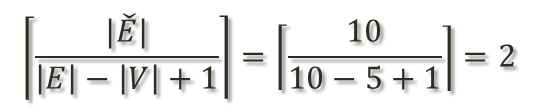 ⌈|Ě| / (|E| − |V| + 1)⌉ = ⌈10 / (10 − 5 + 1)⌉ = 2